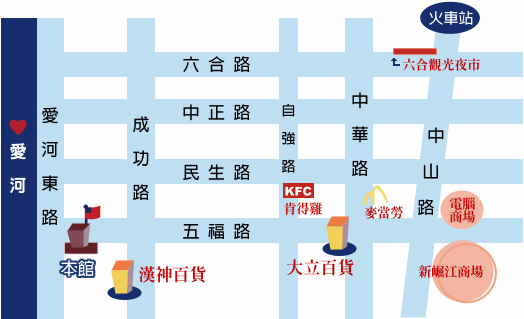 火車站
六合路
六合觀光夜市
愛河
愛河東路
成功路
中正路
自強路
中華路
中山路
民生路
KFC
肯得雞
麥當勞
電腦
商場
五福路
本館
漢神百貨
大立百貨
新崛江商場